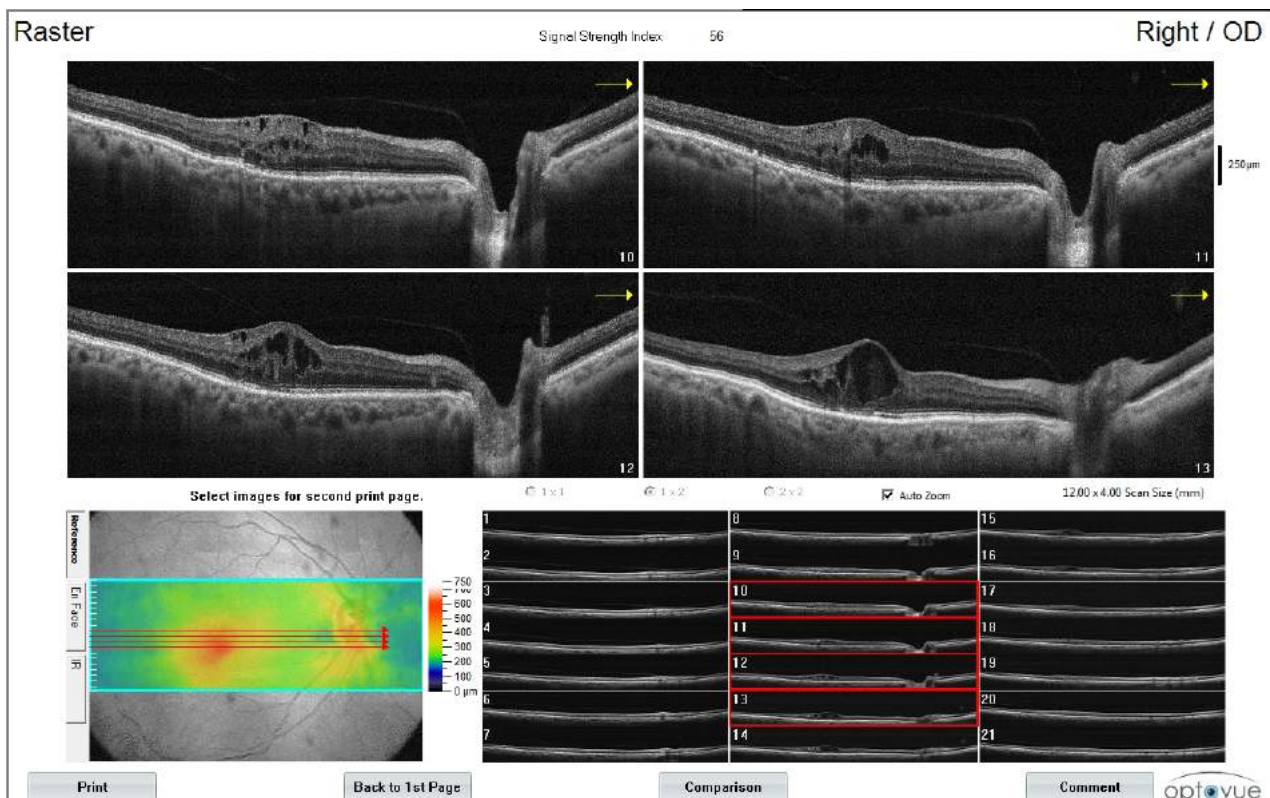 Raster
Signal Strength Index 56
Right / OD
10
11
250µm
12
13
Select images for second print page.
1 x 1
1 x 2
2 x 2
Auto Zoom
12.00 x 4.00 Scan Size (mm)
Reference
En Face
IR
750
700
600
500
400
300
200
100
0 µm
1
2
3
4
5
6
7
8
9
10
11
12
13
14
15
16
17
18
19
20
21
Print
Back to 1st Page
Comparison
Comment
optovue